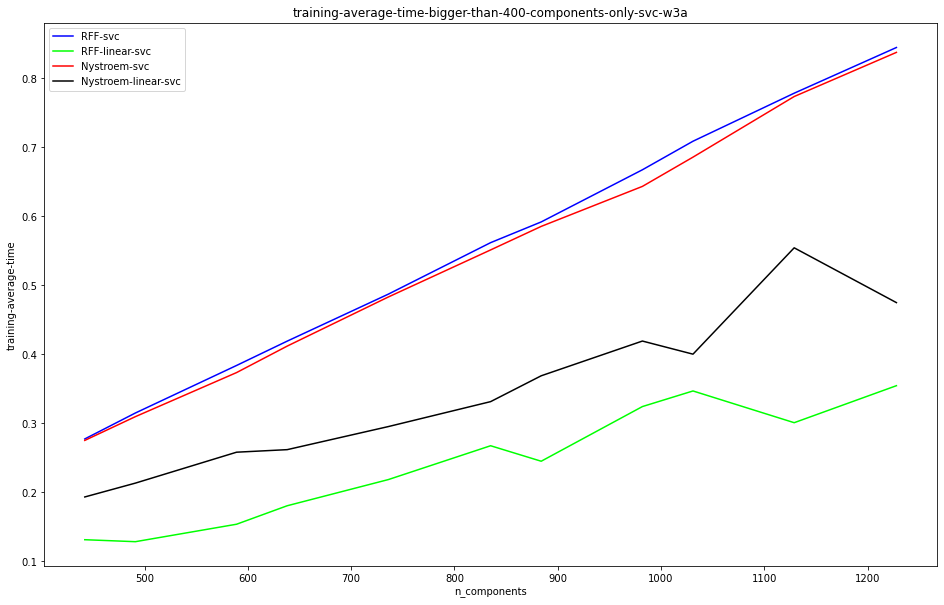 training-average-time-bigger-than-400-components-only-svc-w3a
RFF-svc
RFF-linear-svc
Nystroem-svc
Nystroem-linear-svc
training-average-time
0.8
0.7
0.6
0.5
0.4
0.3
0.2
0.1
500
600
700
800
900
1000
1100
1200
n_components